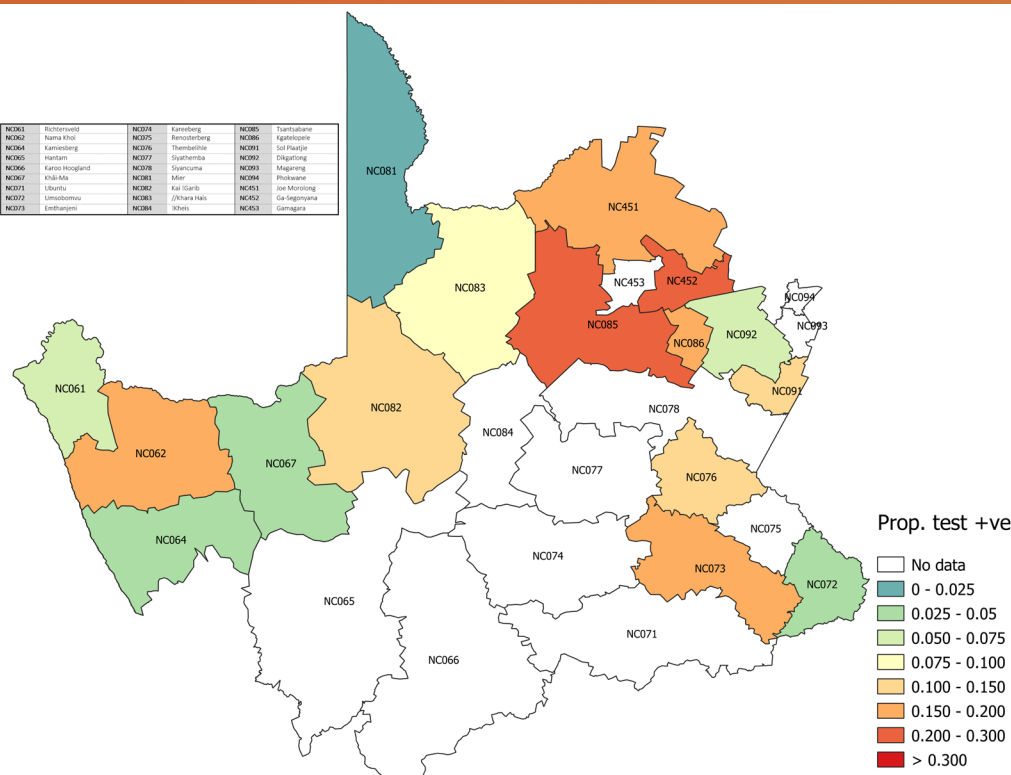 NC061 Richtersveld NC074 Kareeberg NC085 Tsantsabane
NC062 Nama Khoi NC075 Renosterberg NC086 Kgatelopele
NC064 Kamiesberg NC076 Thembelihle NC091 Sol Plaatjie
NC065 Hantam NC077 Siyathemba NC092 Dikgatlong
NC066 Karoo Hoogland NC078 Siyancuma NC093 Magareng
NC067 Khâi-Ma NC081 Mier NC094 Phokwane
NC071 Ubuntu NC082 Kai !Garib NC451 Joe Morolong
NC072 Umsobomvu NC083 //Khara Hais NC452 Ga-Segonyana
NC073 Emthanjeni NC084 !Kheis NC453 Gamagara
NC081
NC451
NC453
NC452
NC083
NC094
NC085
NC093
NC092
NC086
NC061
NC091
NC082
NC078
NC084
NC062
NC067
NC077
NC076
NC075
NC064
NC074
NC073
NC072
NC065
NC071
NC066
Prop. test +ve
No data
0 - 0.025
0.025 - 0.05
0.050 - 0.075
0.075 - 0.100
0.100 - 0.150
0.150 - 0.200
0.200 - 0.300
> 0.300